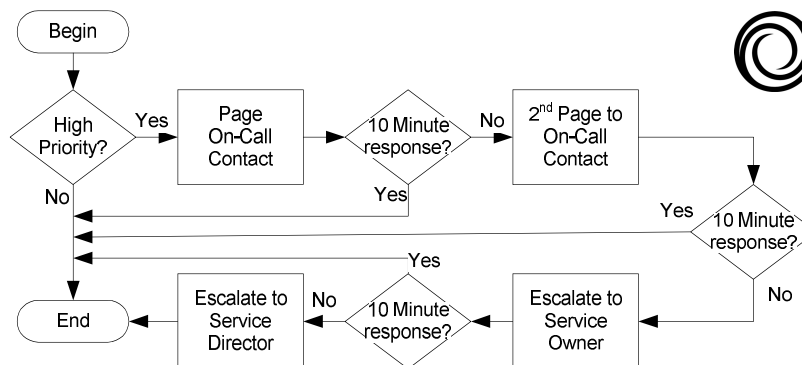 Begin
High
Priority?
Yes
No
Page
On-Call
Contact
10 Minute
response?
No
Yes
2nd Page to
On-Call
Contact
10 Minute
response?
Yes
No
Escalate to
Service
Owner
10 Minute
response?
Yes
No
Escalate to
Service
Director
End